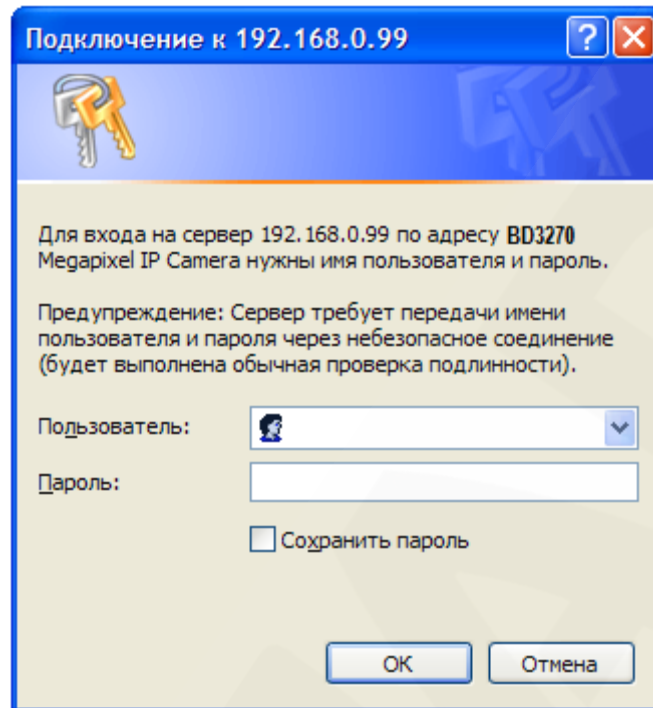 Подключение к 192.168.0.99
Для входа на сервер 192.168.0.99 по адресу BD3270
Megapixel IP Camera нужны имя пользователя и пароль.
Предупреждение: Сервер требует передачи имени
пользователя и пароля через небезопасное соединение
(будет выполнена обычная проверка подлинности).
Пользователь:
Пароль:
Сохранить пароль
ОК
Отмена